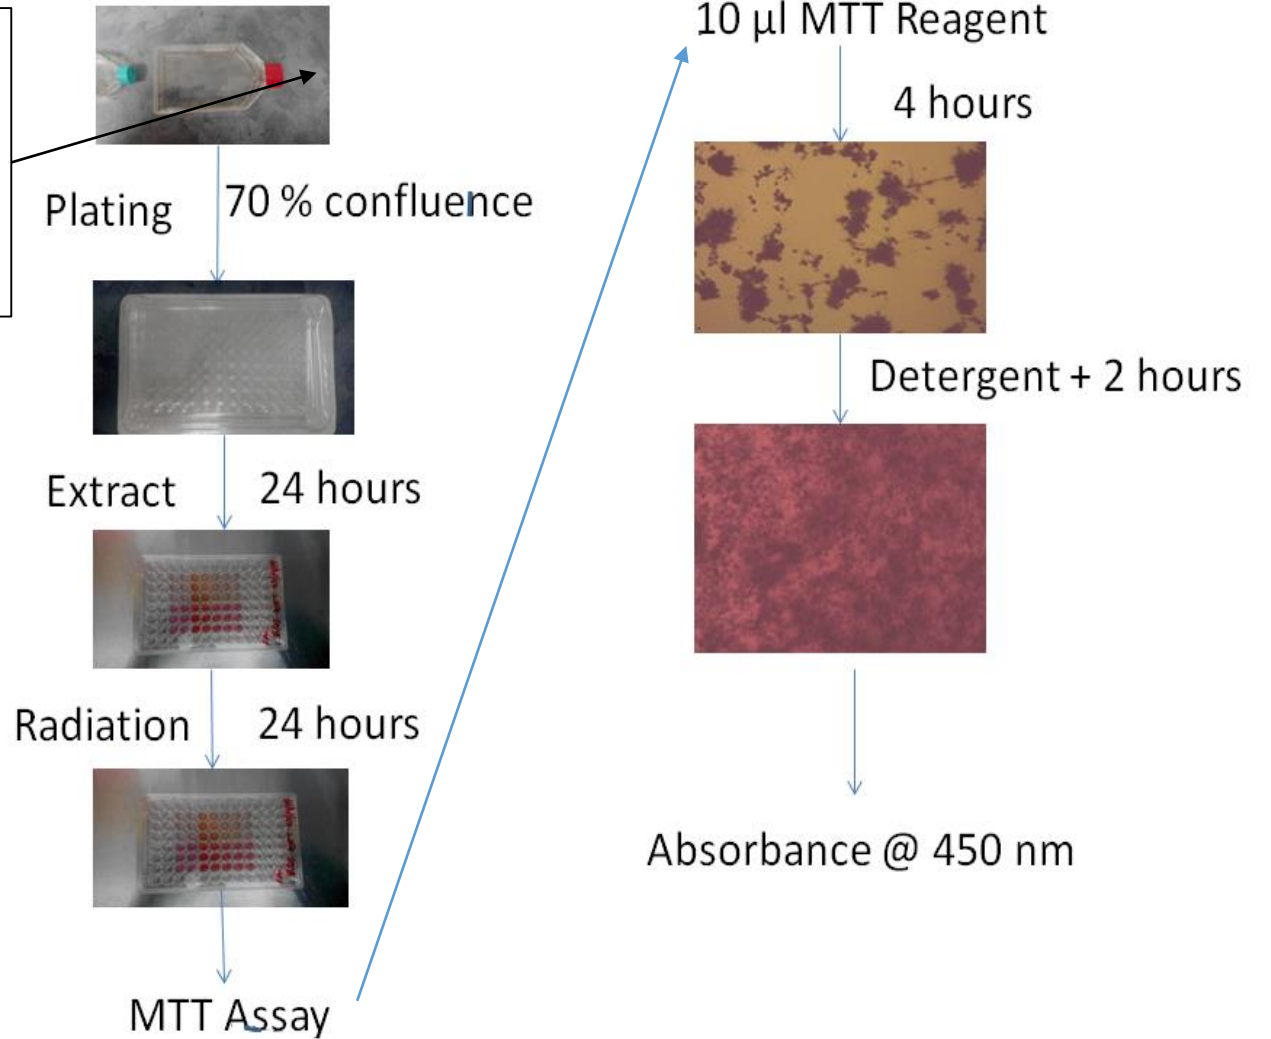 Plating
70 % confluence
Extract
24 hours
Radiation
24 hours
MTT Assay
10 µl MTT Reagent
4 hours
Detergent + 2 hours
Absorbance @ 450 nm